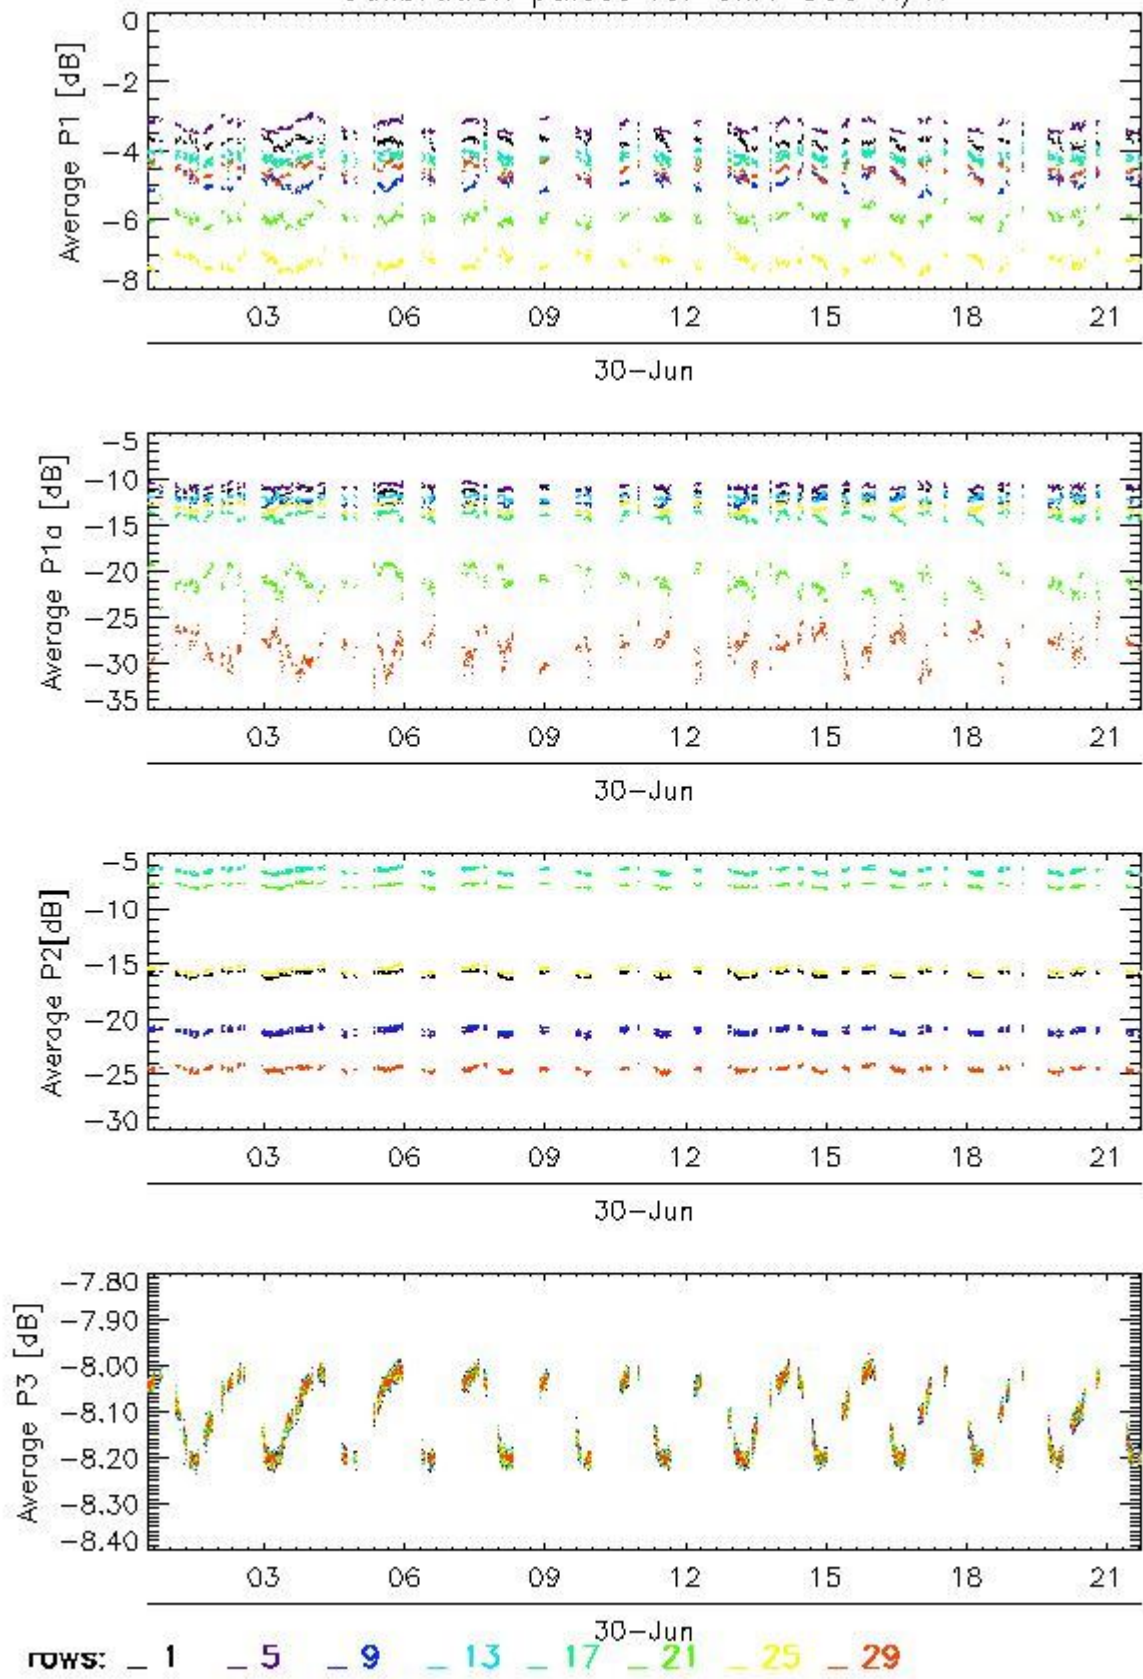 0
-2
-4
-6
-8
Average P1 [dB]
03 06 09 12 15 18 21
30-Jun
-5
-10
-15
-20
-25
-30
-35
Average P1a [dB]
03 06 09 12 15 18 21
30-Jun
-5
-10
-15
-20
-25
-30
Average P2[dB]
03 06 09 12 15 18 21
30-Jun
-7.80
-7.90
-8.00
-8.10
-8.20
-8.30
-8.40
Average P3 [dB]
03 06 09 12 15 18 21
30-Jun
rows: _ 1 _ 5 _ 9 _ 13 _ 17 _ 21 _ 25 _ 29